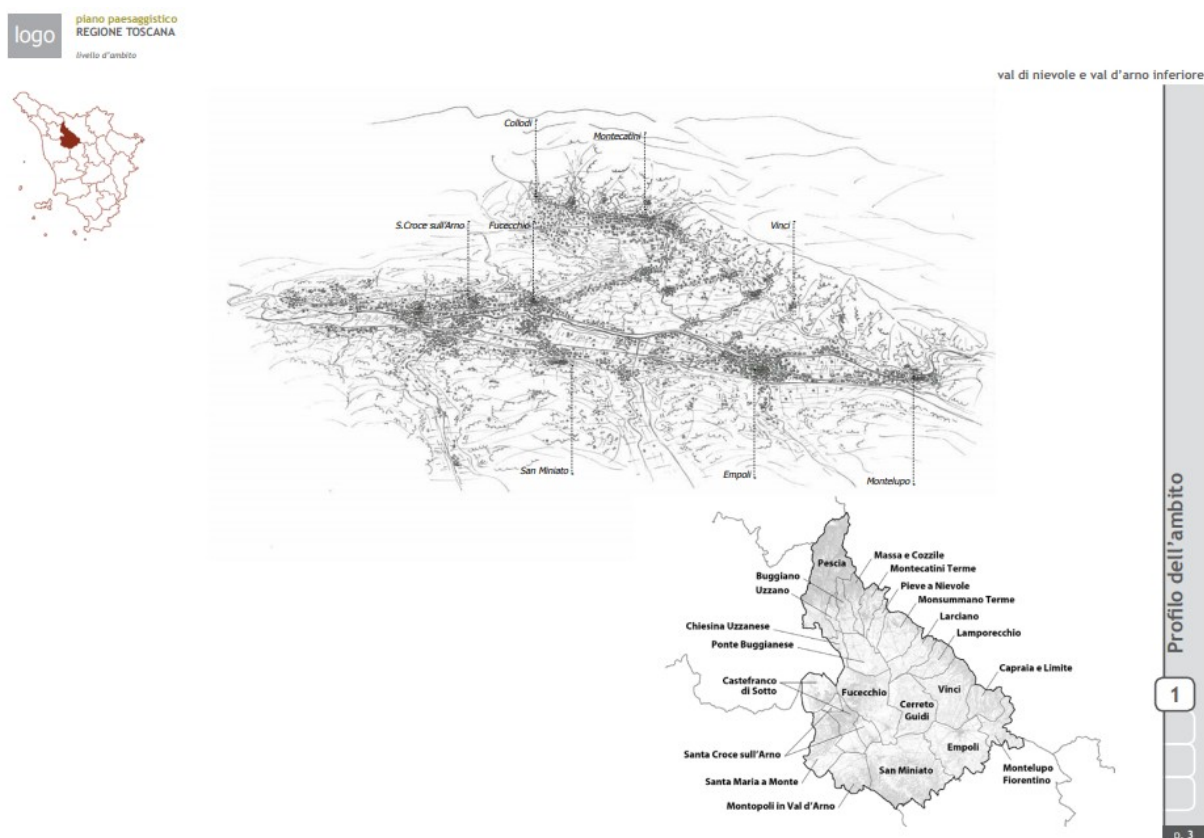 logo
piano paesaggistico
REGIONE TOSCANA
livello d'ambito
val di nievole e val d'arno inferiore
Collodi
Montecatini
S.Croce sull'Arno
Fucecchio
Vinci
San Miniato
Empoli
Montelupo
Pescia
Massa e Cozzile
Montecatini Terme
Buggiano
Uzzano
Pieve a Nievole
Monsummano Terme
Larciano
Chiesina Uzzanese
Lamporecchio
Ponte Buggianese
Capraia e Limite
Castefranco
di Sotto
Fucecchio
Vinci
Cerreto
Guidi
Santa Croce sull'Arno
Empoli
San Miniato
Montelupo
Fiorentino
Santa Maria a Monte
Montopoli in Val d'Arno
Profilo dell'ambito
1
p. 3